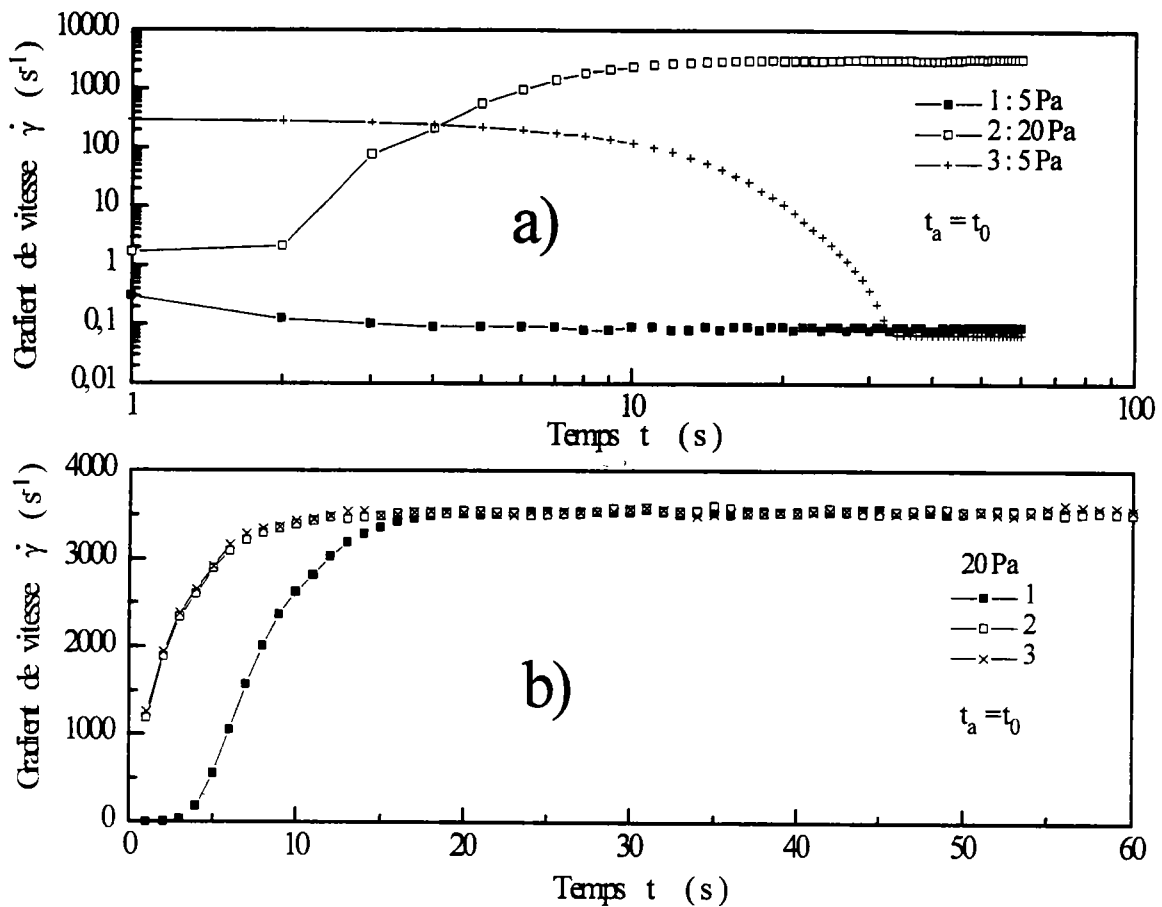 10000
1000
100
10
1
0,1
0,01
Gradient de vitesse γ̇ (s⁻¹)
1 : 5 Pa
2 : 20 Pa
3 : 5 Pa
tₐ = t₀
a)
1
10
100
Temps t (s)
4000
3000
2000
1000
0
Gradient de vitesse γ̇ (s⁻¹)
20 Pa
1
2
3
tₐ = t₀
b)
0
10
20
30
40
50
60
Temps t (s)